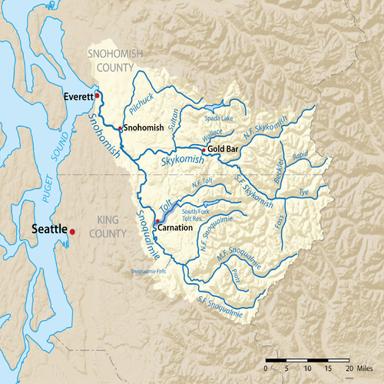 SNOHOMISH
COUNTY
Everett
Pilchuck
Sultan
Spada Lake
Snohomish
Wallace
N.F. Skykomish
Gold Bar
Snohomish
Skykomish
PUGET SOUND
Beckler
Rapid
S.F. Skykomish
N.F. Tolt
Tye
Tolt
South Fork
Tolt Res.
Foss
KING
COUNTY
Seattle
Carnation
Snoqualmie
N.F. Snoqualmie
M.F. Snoqualmie
Snoqualmie Falls
Pratt
S.F. Snoqualmie
0 5 10 15 20 Miles